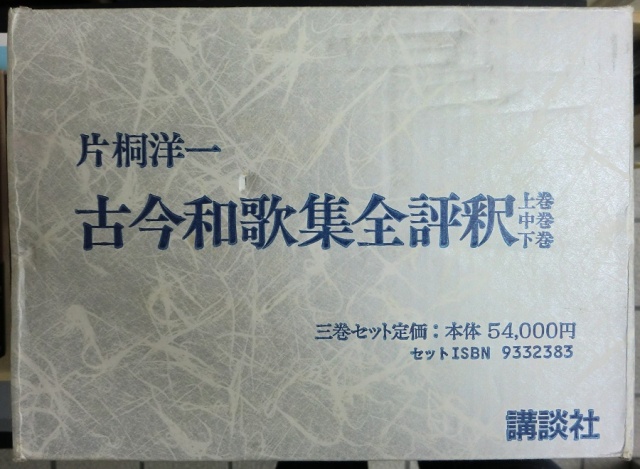 片桐洋一
古今和歌集全評釈
上巻
中巻
下巻
三巻セット定価：本体 54,000円
セットISBN 9332383
講談社